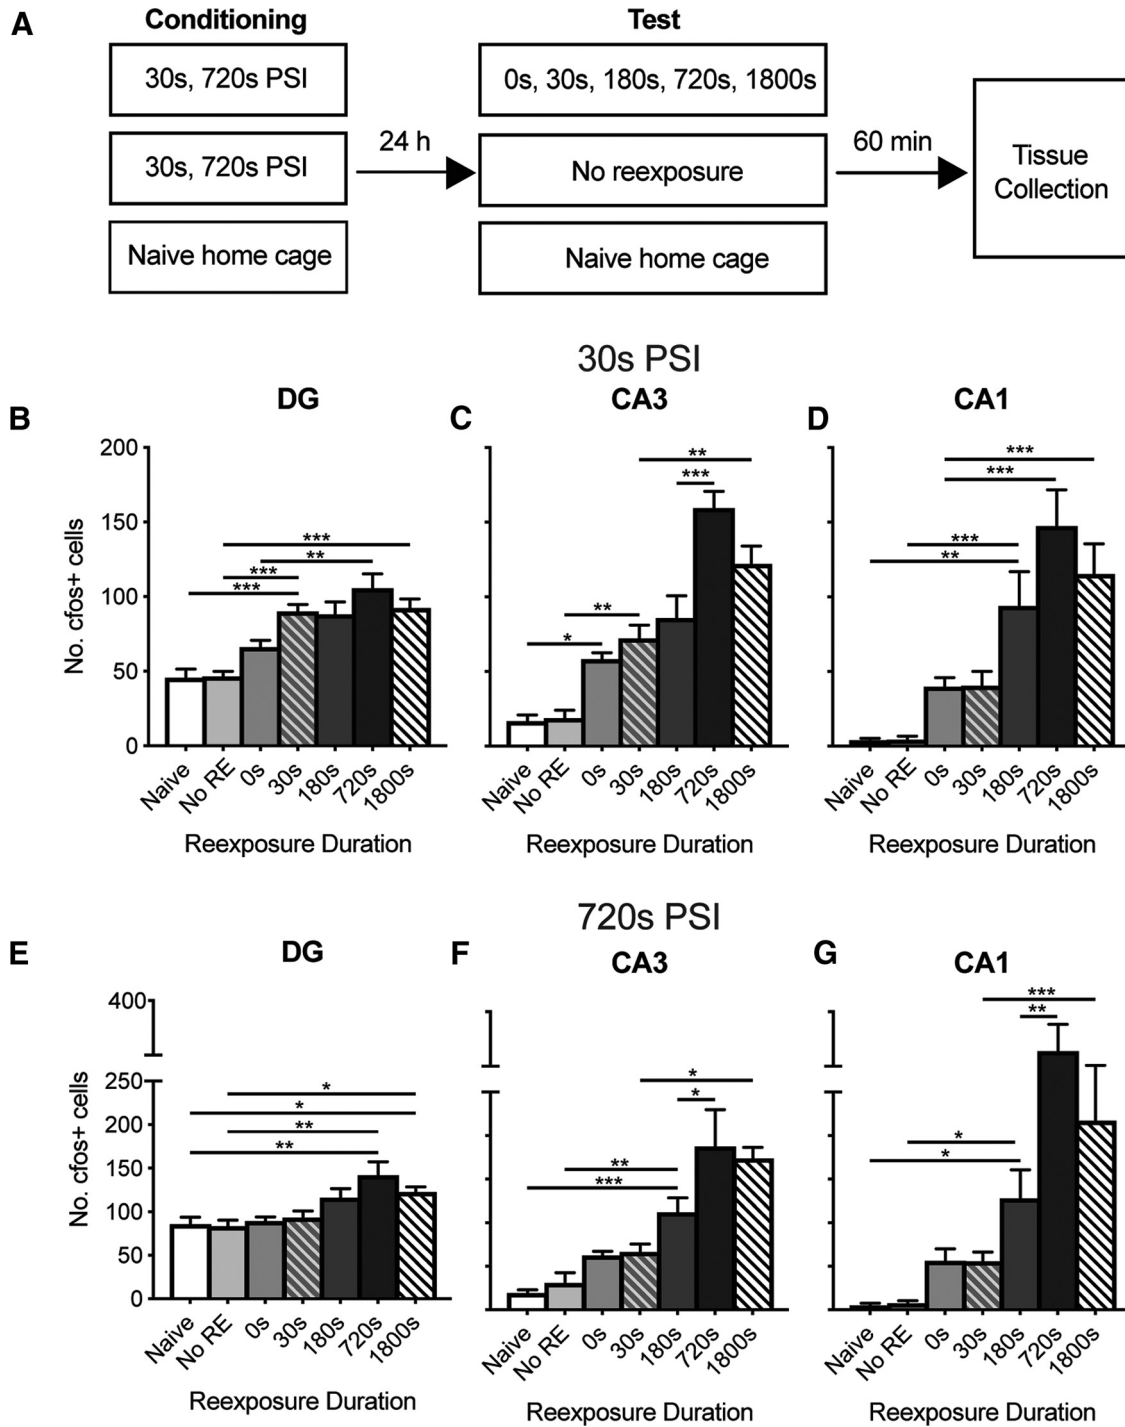 A
Conditioning
Test
30s, 720s PSI
0s, 30s, 180s, 720s, 1800s
30s, 720s PSI
24 h
No reexposure
60 min
Tissue
Collection
Naive home cage
Naive home cage
30s PSI
B
DG
C
CA3
D
CA1
No. cfos+ cells
200
150
100
50
0
***
**
***
***
**
***
**
*
***
***
***
**
Naive
No RE
0s
30s
180s
720s
1800s
Naive
No RE
0s
30s
180s
720s
1800s
Naive
No RE
0s
30s
180s
720s
1800s
Reexposure Duration
Reexposure Duration
Reexposure Duration
720s PSI
E
DG
F
CA3
G
CA1
No. cfos+ cells
400
250
200
150
100
50
0
*
*
**
**
*
*
**
***
***
**
*
*
Naive
No RE
0s
30s
180s
720s
1800s
Naive
No RE
0s
30s
180s
720s
1800s
Naive
No RE
0s
30s
180s
720s
1800s
Reexposure Duration
Reexposure Duration
Reexposure Duration